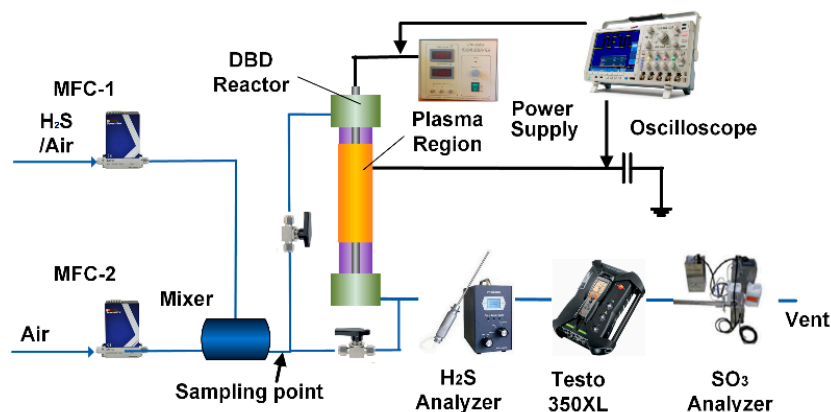 DBD
Reactor
MFC-1
H₂S
/Air
Plasma
Region
Power
Supply
Oscilloscope
MFC-2
Mixer
Air
Sampling point
H₂S
Analyzer
Testo
350XL
SO₃
Analyzer
Vent